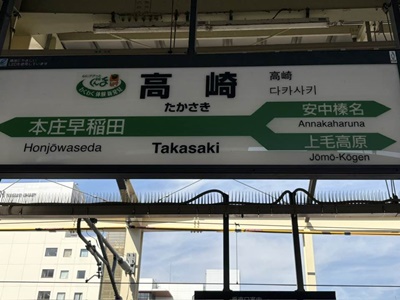 高崎
たかさき
高崎
다카사키
本庄早稲田
Honjōwaseda
Takasaki
安中榛名
Annakaharuna
上毛高原
Jōmō-Kōgen